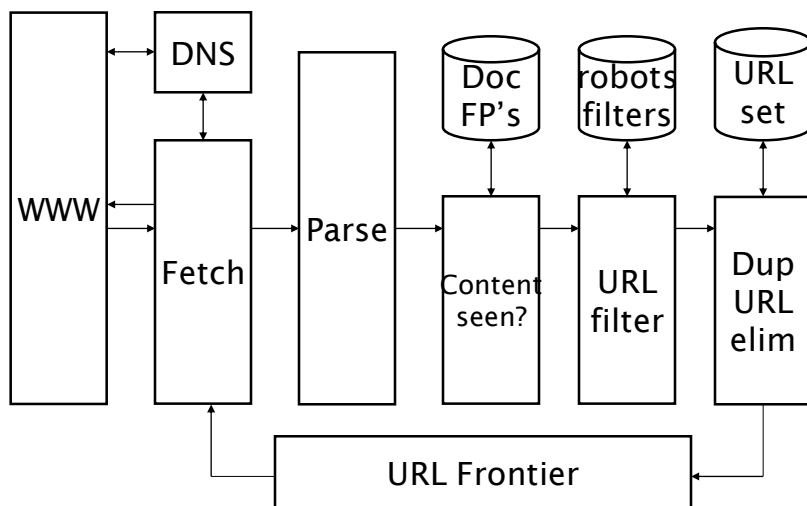 DNS
Doc
FP's
robots
filters
URL
set
WWW
Parse
Fetch
Content
seen?
URL
filter
Dup
URL
elim
URL Frontier